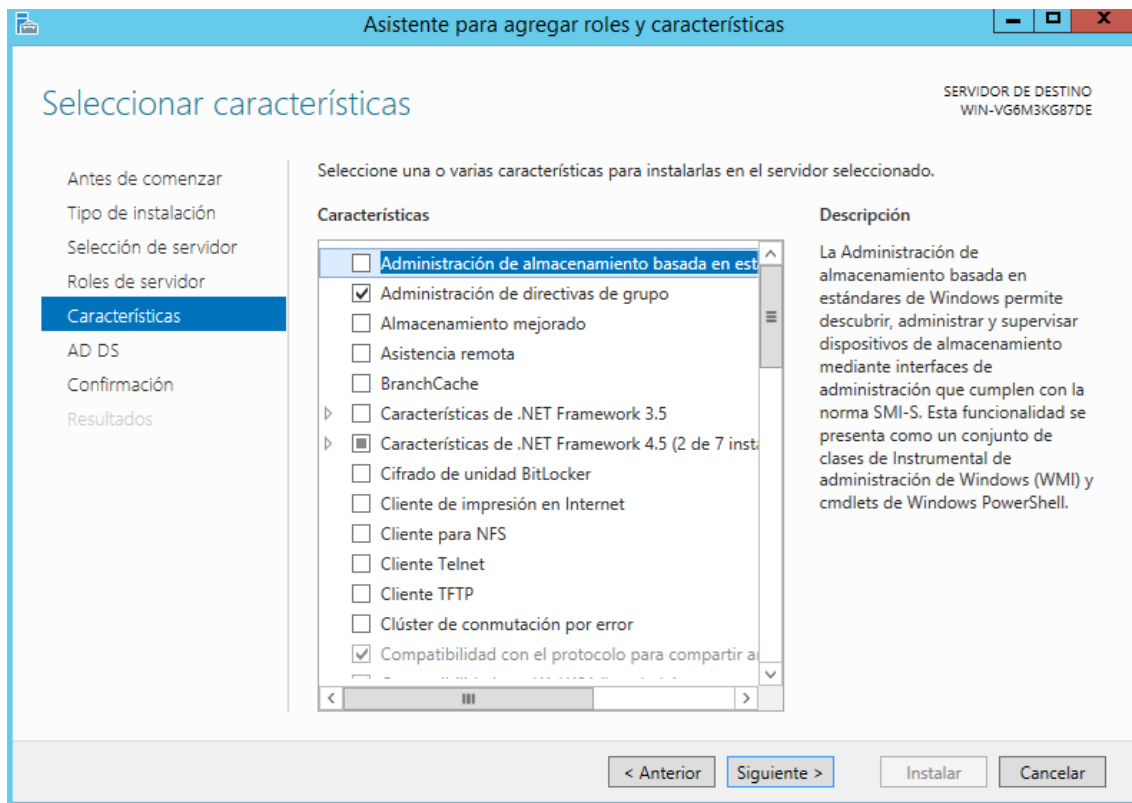 Asistente para agregar roles y características
Seleccionar características
SERVIDOR DE DESTINO
WIN-VG6M3KG87DE
Antes de comenzar
Tipo de instalación
Selección de servidor
Roles de servidor
Características
AD DS
Confirmación
Resultados
Seleccione una o varias características para instalarlas en el servidor seleccionado.
Características
Administración de almacenamiento basada en est
Administración de directivas de grupo
Almacenamiento mejorado
Asistencia remota
BranchCache
Características de .NET Framework 3.5
Características de .NET Framework 4.5 (2 de 7 insta
Cifrado de unidad BitLocker
Cliente de impresión en Internet
Cliente para NFS
Cliente Telnet
Cliente TFTP
Clúster de conmutación por error
Compatibilidad con el protocolo para compartir a
Descripción
La Administración de
almacenamiento basada en
estándares de Windows permite
descubrir, administrar y supervisar
dispositivos de almacenamiento
mediante interfaces de
administración que cumplen con la
norma SMI-S. Esta funcionalidad se
presenta como un conjunto de
clases de Instrumental de
administración de Windows (WMI) y
cmdlets de Windows PowerShell.
< Anterior
Siguiente >
Instalar
Cancelar